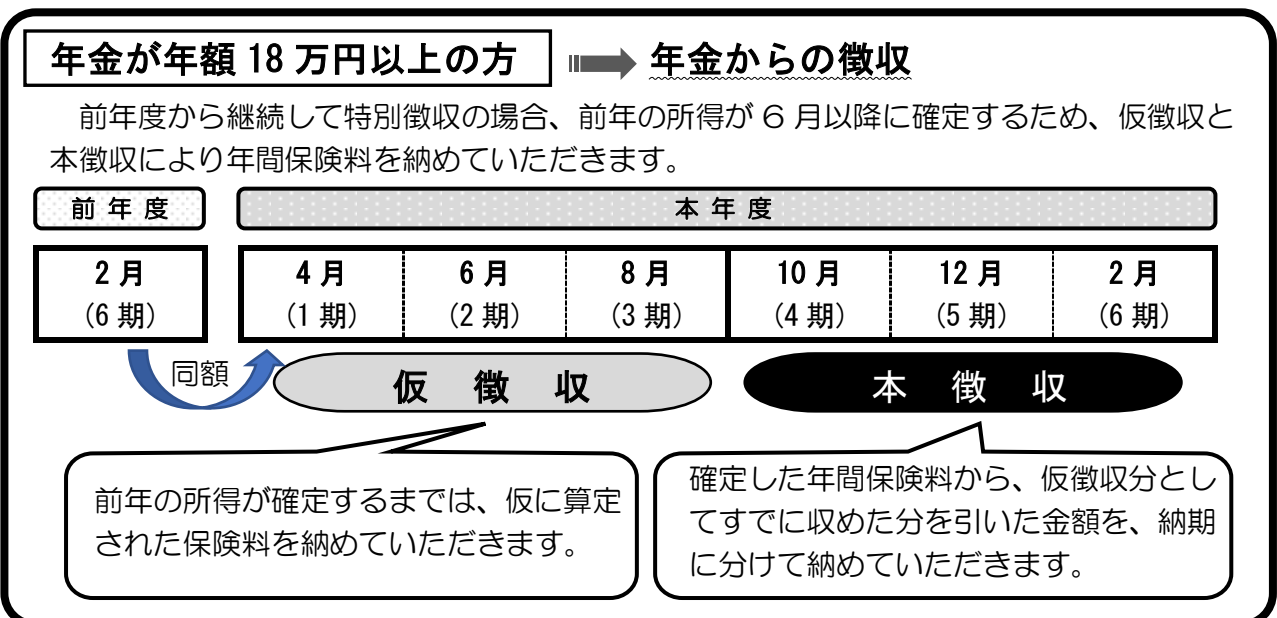 年金が年額 18 万円以上の方
年金からの徴収
前年度から継続して特別徴収の場合、前年の所得が 6 月以降に確定するため、仮徴収と
本徴収により年間保険料を納めていただきます。
前 年 度
本 年 度
2 月
(6 期)
4 月
(1 期)
6 月
(2 期)
8 月
(3 期)
10 月
(4 期)
12 月
(5 期)
2 月
(6 期)
同額
仮 徴 収
本 徴 収
前年の所得が確定するまでは、仮に算定
された保険料を納めていただきます。
確定した年間保険料から、仮徴収分とし
てすでに収めた分を引いた金額を、納期
に分けて納めていただきます。